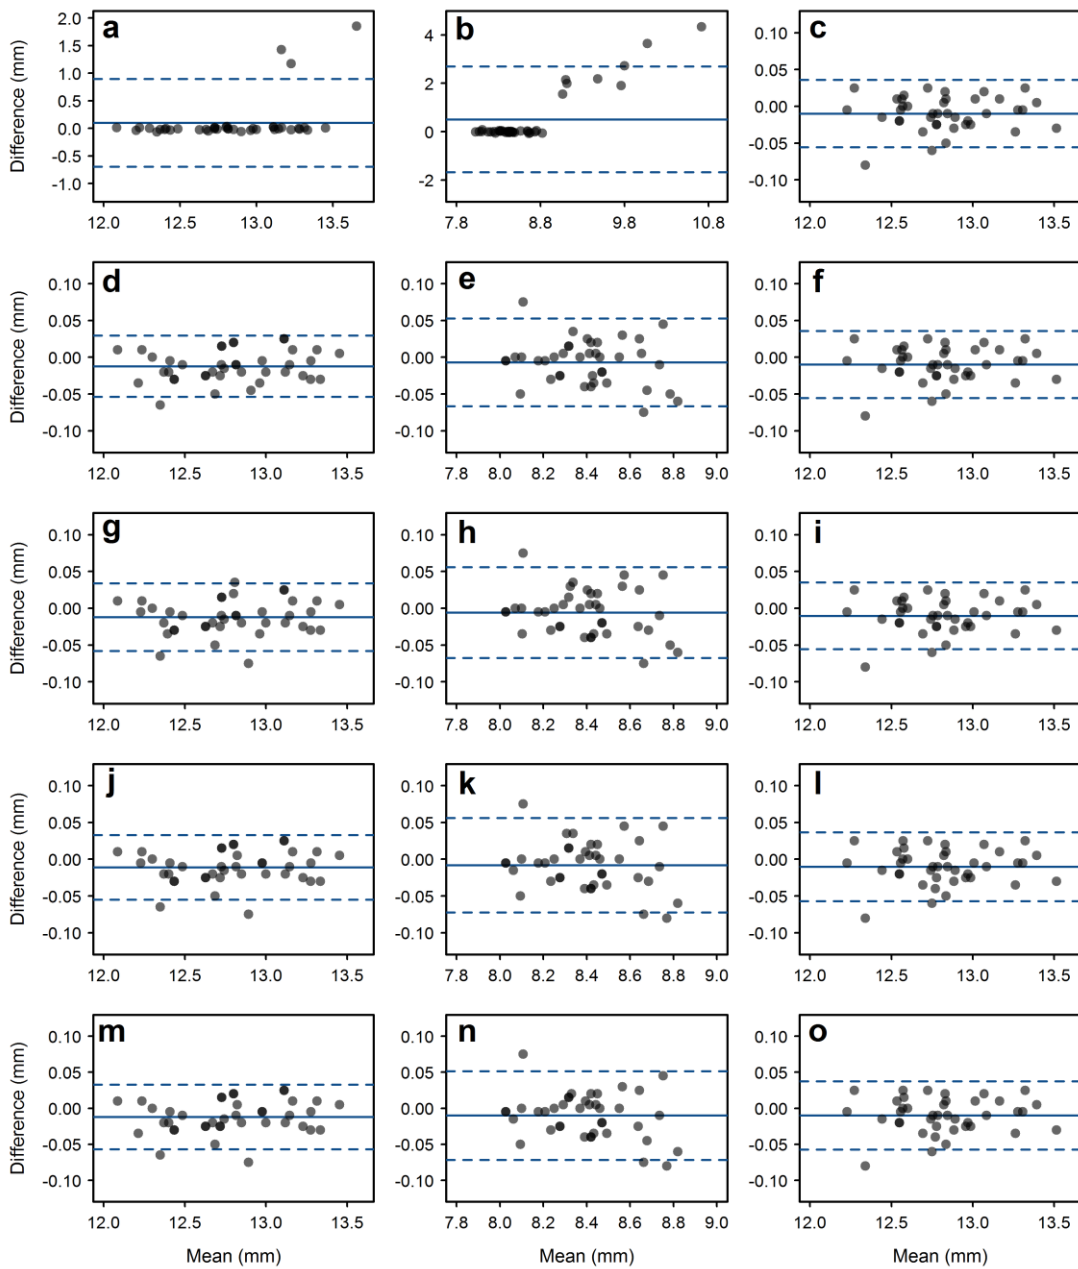 a b c
Difference (mm) 2.0 1.0 0.5 0.0 -0.5 -1.0
4 2 0 -2
0.10 0.05 0.00 -0.05 -0.10
12.0 12.5 13.0 13.5 7.8 8.8 9.8 10.8 12.0 12.5 13.0 13.5
d e f
Difference (mm) 0.10 0.05 0.00 -0.05 -0.10
0.10 0.05 0.00 -0.05 -0.10
0.10 0.05 0.00 -0.05 -0.10
12.0 12.5 13.0 13.5 7.8 8.0 8.2 8.4 8.6 8.8 9.0 12.0 12.5 13.0 13.5
g h i
Difference (mm) 0.10 0.05 0.00 -0.05 -0.10
0.10 0.05 0.00 -0.05 -0.10
0.10 0.05 0.00 -0.05 -0.10
12.0 12.5 13.0 13.5 7.8 8.0 8.2 8.4 8.6 8.8 9.0 12.0 12.5 13.0 13.5
j k l
Difference (mm) 0.10 0.05 0.00 -0.05 -0.10
0.10 0.05 0.00 -0.05 -0.10
0.10 0.05 0.00 -0.05 -0.10
12.0 12.5 13.0 13.5 7.8 8.0 8.2 8.4 8.6 8.8 9.0 12.0 12.5 13.0 13.5
m n o
Difference (mm) 0.10 0.05 0.00 -0.05 -0.10
0.10 0.05 0.00 -0.05 -0.10
0.10 0.05 0.00 -0.05 -0.10
12.0 12.5 13.0 13.5 7.8 8.0 8.2 8.4 8.6 8.8 9.0 12.0 12.5 13.0 13.5
Mean (mm) Mean (mm) Mean (mm)